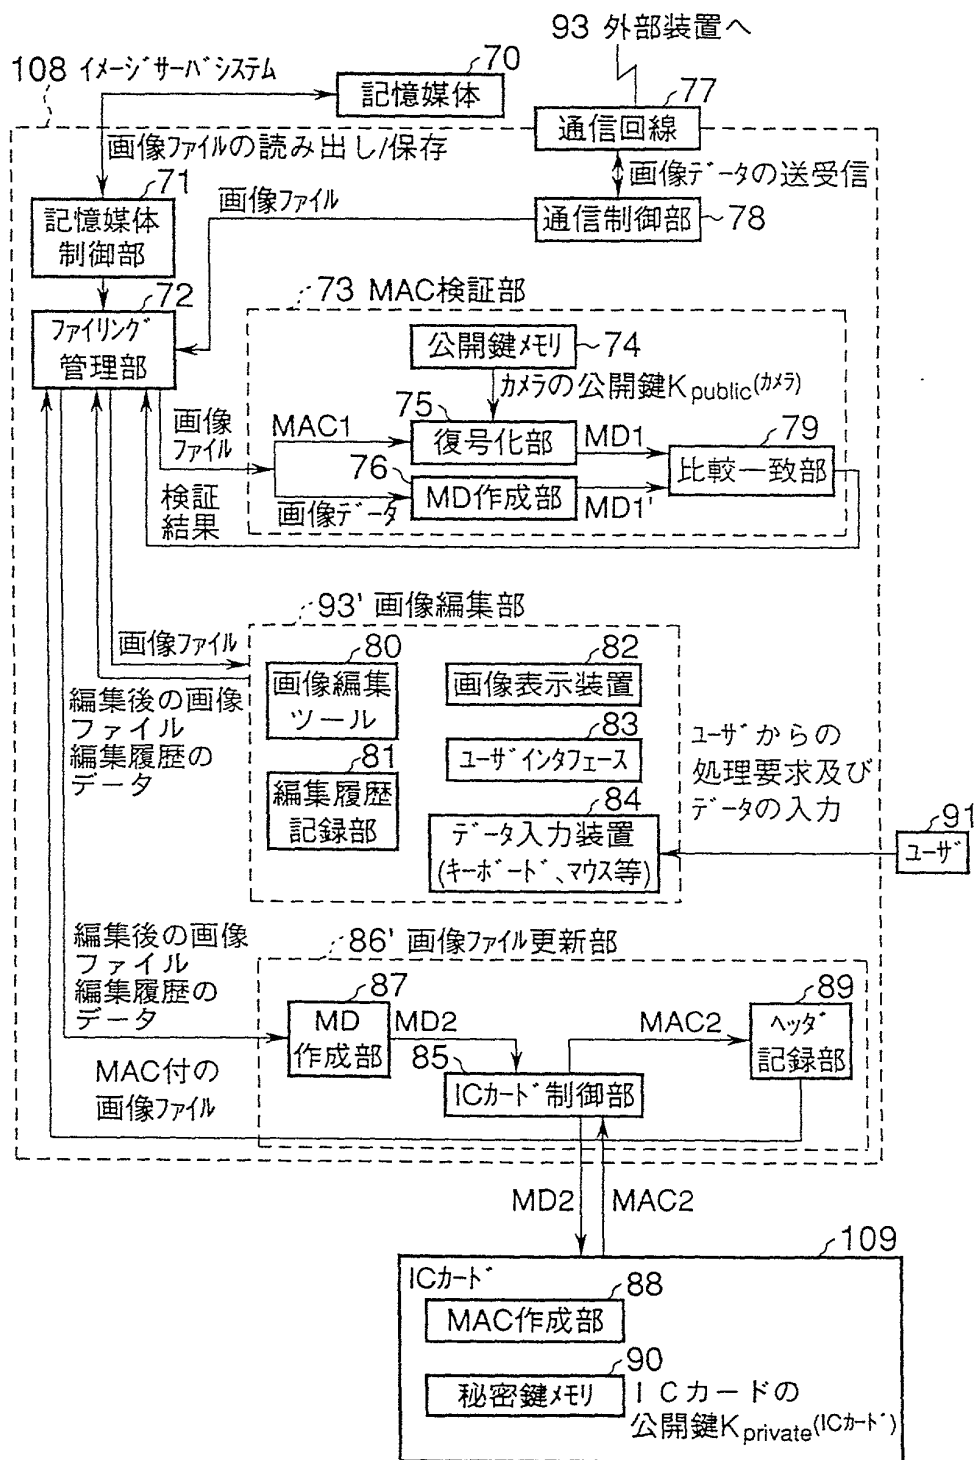 93 外部装置へ
108 イメージサーバシステム
70
記憶媒体
77
通信回線
画像ファイルの読み出し/保存
画像データの送受信
71
記憶媒体
制御部
画像ファイル
通信制御部
78
72
ファイリング
管理部
73 MAC検証部
公開鍵メモリ
74
カメラの公開鍵Kpublic(カメラ)
画像
ファイル
MAC1
75
復号化部
MD1
79
比較一致部
76
MD作成部
MD1'
画像データ
検証
結果
93' 画像編集部
画像ファイル
80
画像編集
ツール
82
画像表示装置
編集後の画像
ファイル
編集履歴の
データ
81
編集履歴
記録部
83
ユーザインタフェース
84
データ入力装置
(キーボード、マウス等)
ユーザからの
処理要求及び
データの入力
91
ユーザ
86' 画像ファイル更新部
編集後の画像
ファイル
編集履歴の
データ
87
MD
作成部
MD2
MAC2
89
ヘッダ
記録部
85
ICカード制御部
MAC付の
画像ファイル
MD2
MAC2
109
ICカード
88
MAC作成部
90
秘密鍵メモリ
ICカードの
公開鍵Kprivate(ICカード)